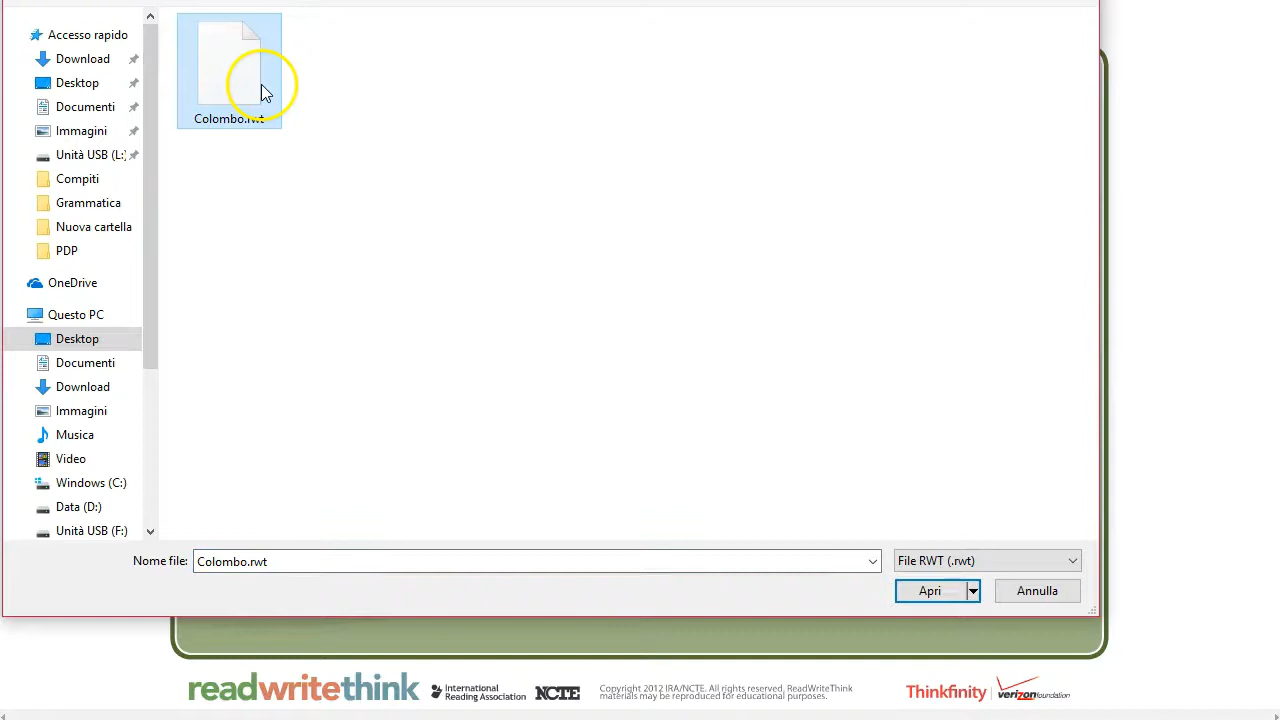 Accesso rapido
Download
Desktop
Documenti
Immagini
Unità USB (L:)
Compiti
Grammatica
Nuova cartella
PDP
OneDrive
Questo PC
Desktop
Documenti
Download
Immagini
Musica
Video
Windows (C:)
Data (D:)
Unità USB (F:)
Colombo.rwt
Nome file:
Colombo.rwt
File RWT (.rwt)
Apri
Annulla
readwritethink
International
Reading Association
NCTE
Copyright 2012 IRA/NCTE. All rights reserved, ReadWriteThink
materials may be reproduced for educational purposes.
Thinkfinity
verizonfoundation